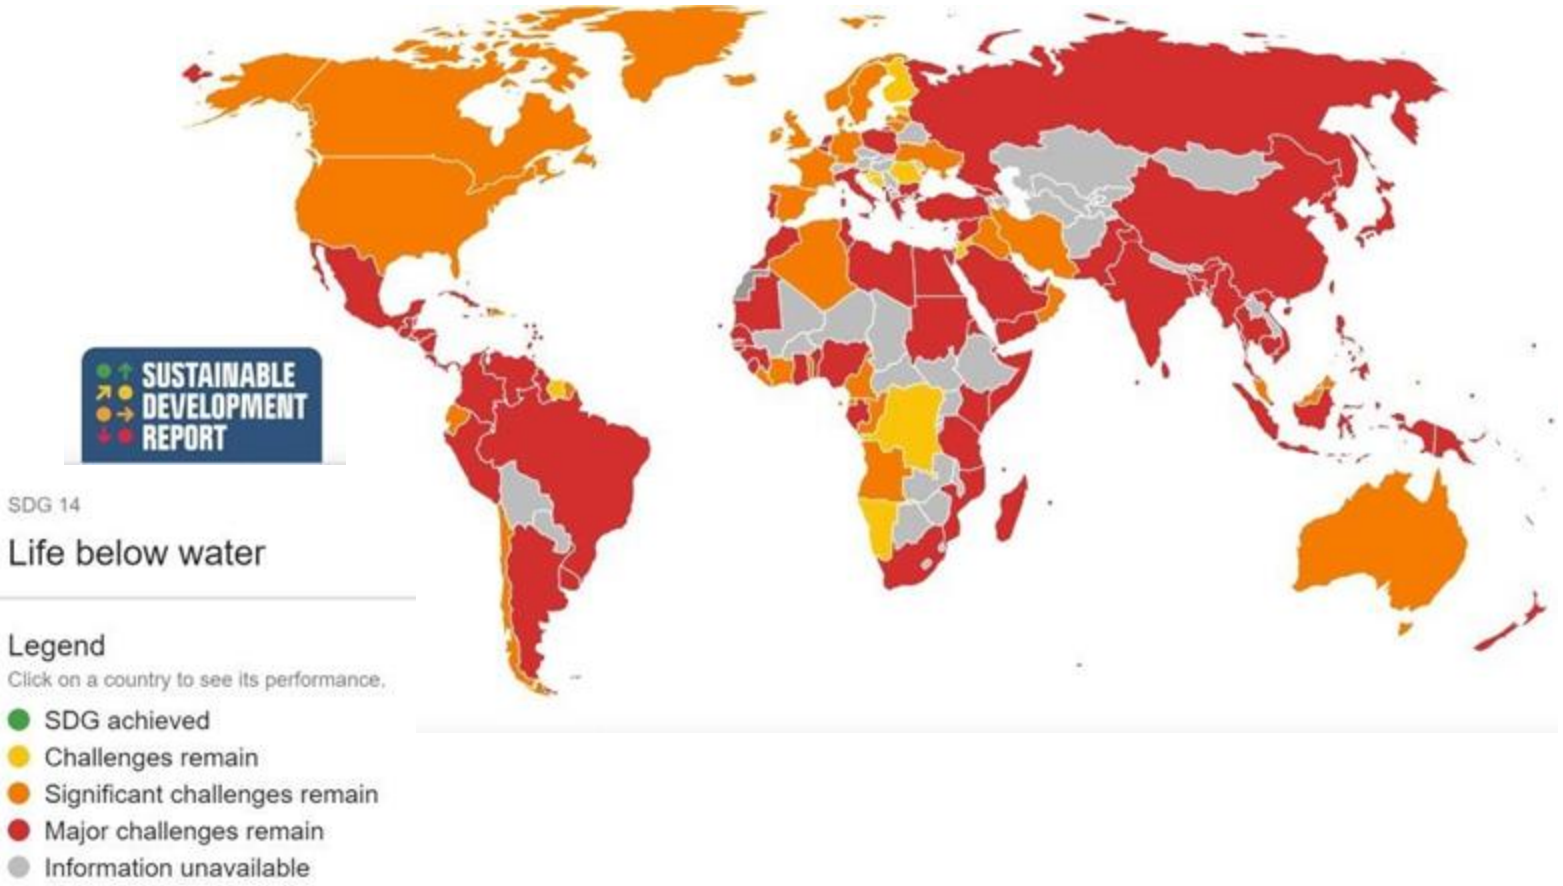 SUSTAINABLE
DEVELOPMENT
REPORT
SDG 14
Life below water
Legend
Click on a country to see its performance.
SDG achieved
Challenges remain
Significant challenges remain
Major challenges remain
Information unavailable